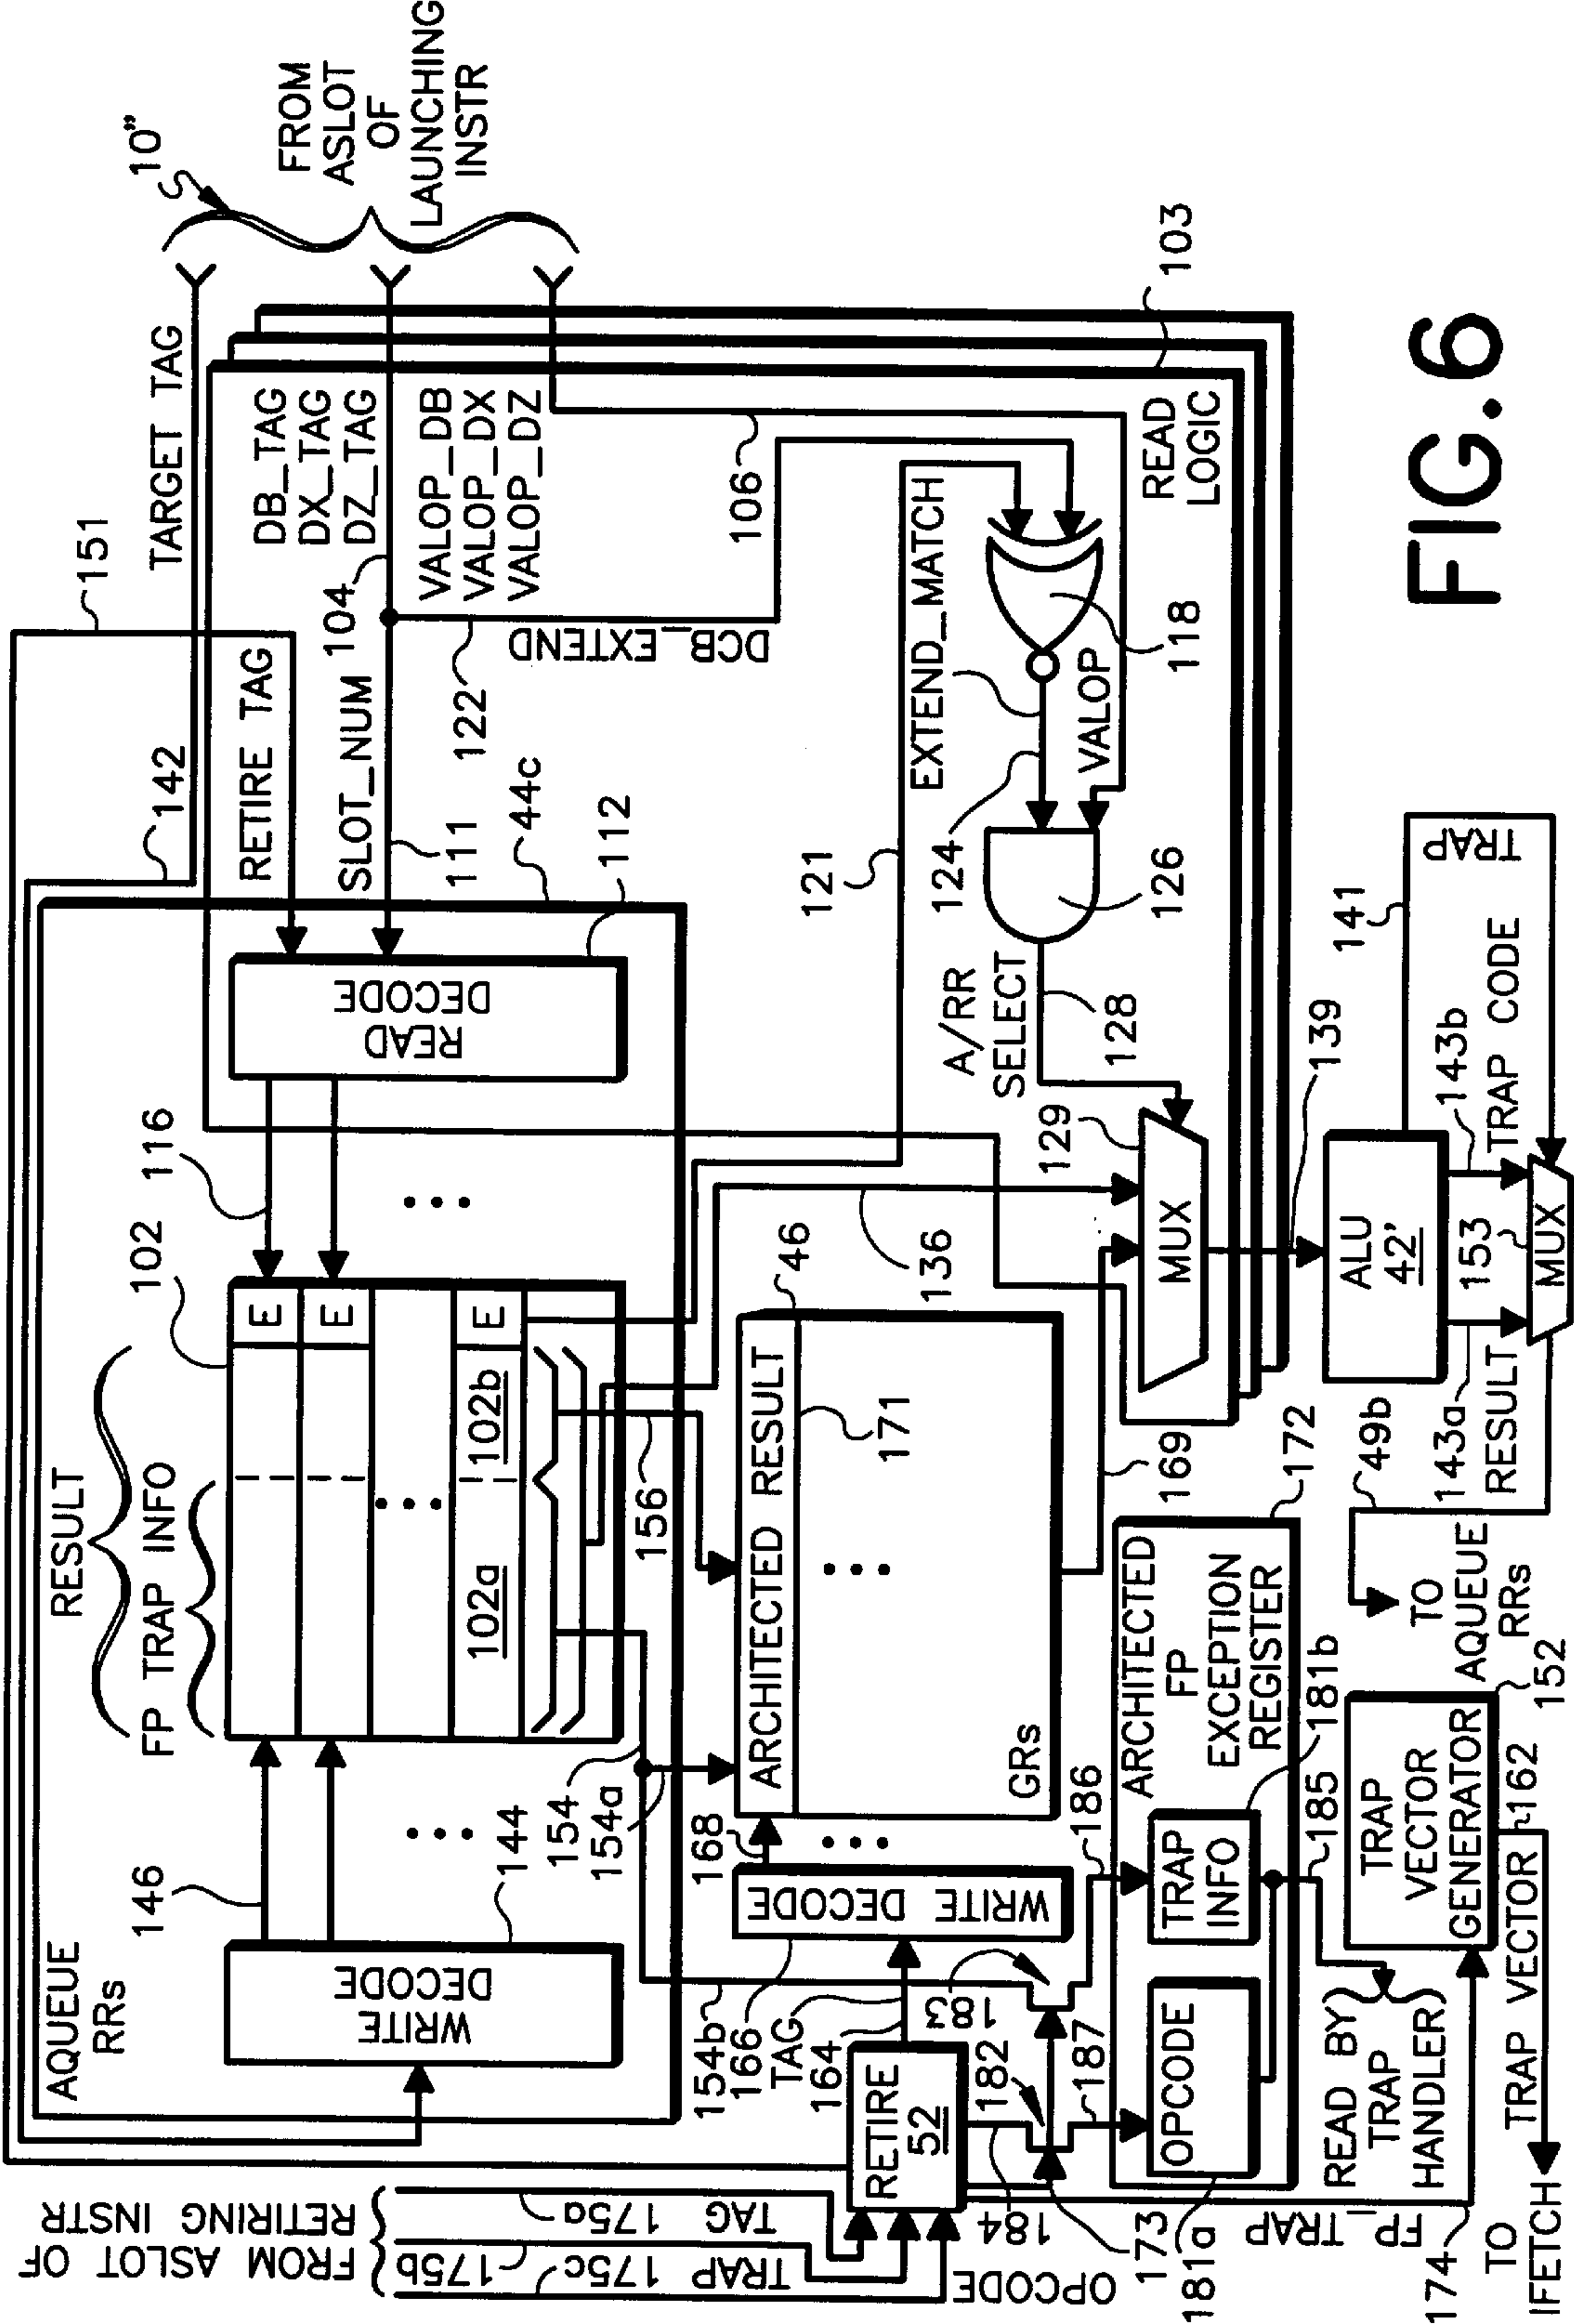 10"
FROM
ASLOT
OF
LAUNCHING
INSTR
151
TARGET TAG
142
RETIRE TAG
DB_TAG
DX_TAG
DZ_TAG
104
SLOT_NUM
111
VALOP_DB
VALOP_DX
VALOP_DZ
122
DCB_EXTEND
106
103
READ
LOGIC
44c
112
READ
DECODE
116
102
RESULT
FP TRAP INFO
E
E
E
102a
102b
146
AQUEUE
RRs
144
WRITE
DECODE
154
154a
156
121
EXTEND_MATCH
124
118
VALOP
126
A/RR
SELECT
128
136
129
MUX
46
ARCHITECTED RESULT
171
GRs
168
WRITE DECODE
169
139
ALU
42'
141
TRAP
143b
TRAP CODE
143a
RESULT
153
MUX
49b
TO
AQUEUE
RRs
172
ARCHITECTED
FP
EXCEPTION
REGISTER
181b
186
TRAP
INFO
185
154b
166
TAG
164
183
182
187
RETIRE
52
184
173
OPCODE
181a
READ BY
TRAP
HANDLER
152
TRAP
VECTOR
GENERATOR
162
TRAP VECTOR
FP_TRAP
174
TO
IFETCH
FROM ASLOT OF
RETIRING INSTR
TAG 175a
TRAP
175b
175c
OPCODE
FIG.6